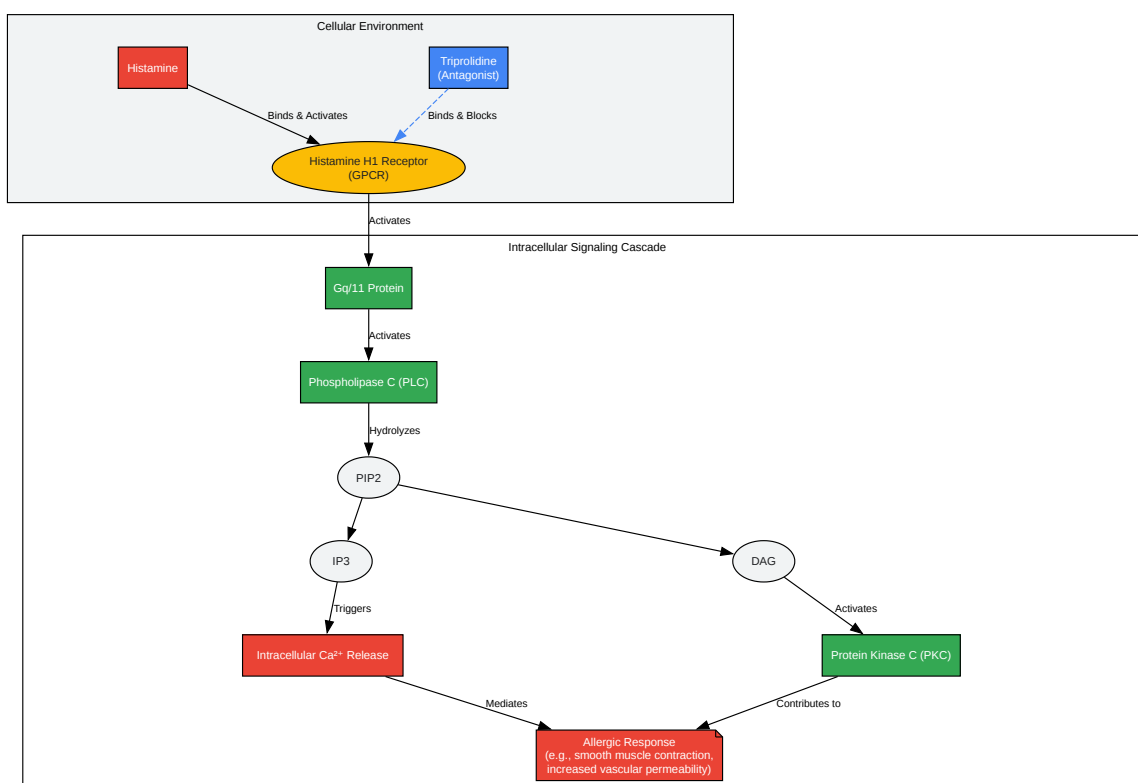 Cellular Environment
Histamine
Triprolidine
(Antagonist)
Binds & Activates
Binds & Blocks
Histamine H1 Receptor
(GPCR)
Activates
Intracellular Signaling Cascade
Gq/11 Protein
Activates
Phospholipase C (PLC)
Hydrolyzes
PIP2
IP3
DAG
Triggers
Activates
Intracellular Ca²⁺ Release
Protein Kinase C (PKC)
Mediates
Contributes to
Allergic Response
(e.g., smooth muscle contraction,
increased vascular permeability)